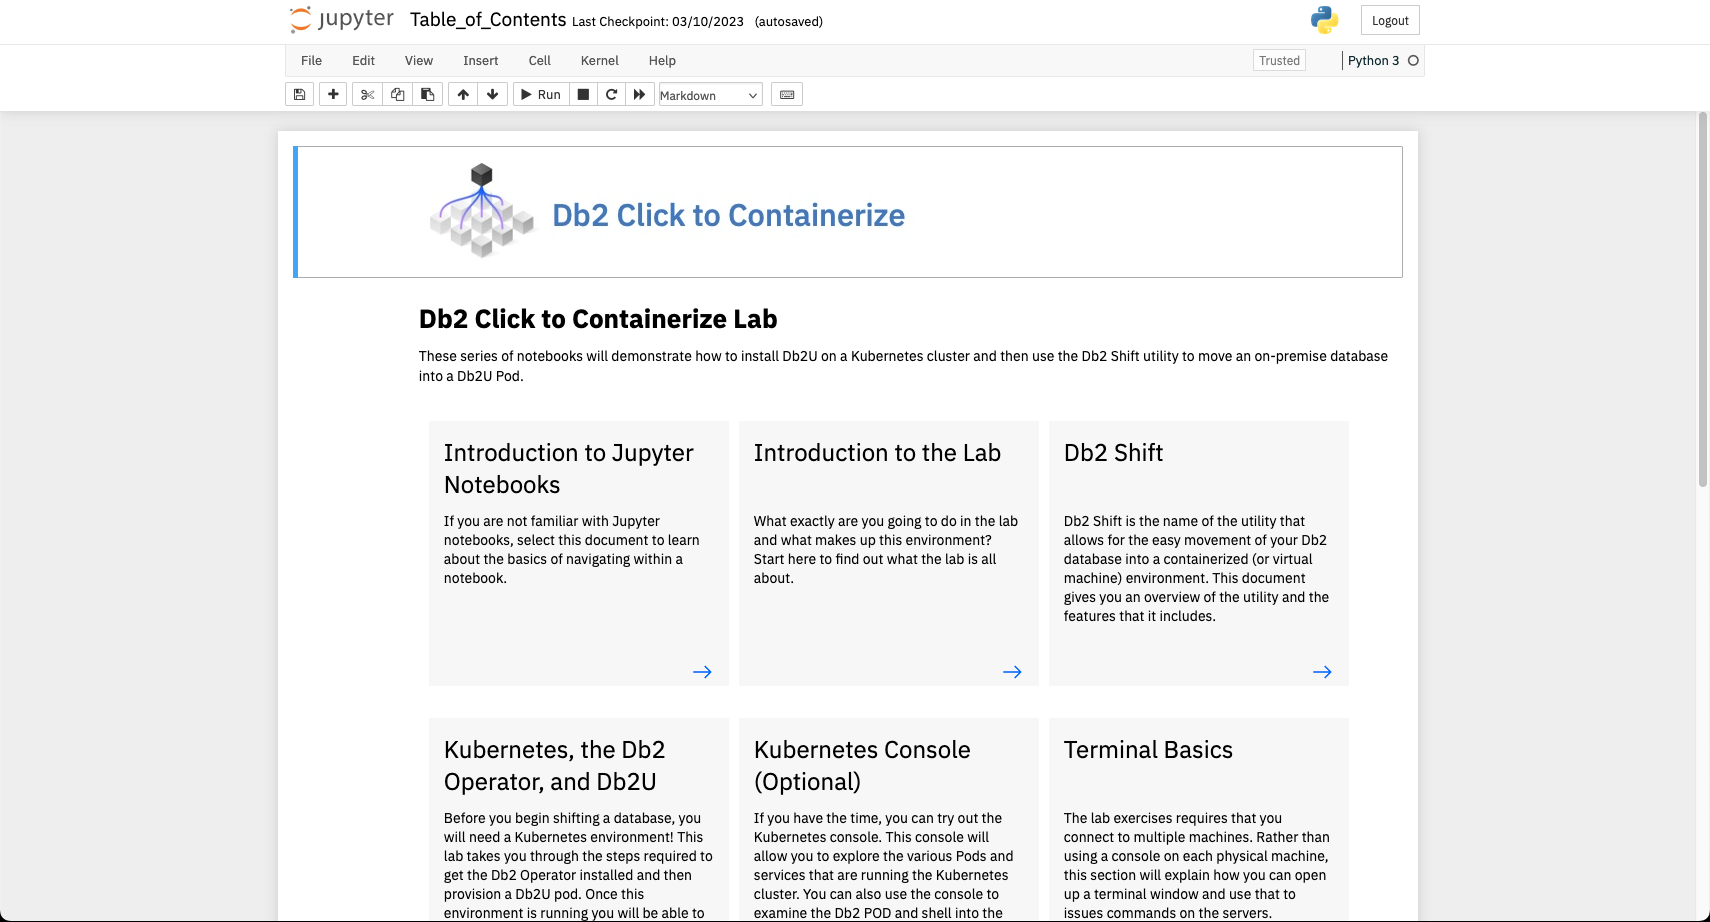 jupyter Table_of_Contents Last Checkpoint: 03/10/2023 (autosaved) Logout
File Edit View Insert Cell Kernel Help Trusted Python 3
Run Markdown
Db2 Click to Containerize
Db2 Click to Containerize Lab
These series of notebooks will demonstrate how to install Db2U on a Kubernetes cluster and then use the Db2 Shift utility to move an on-premise database
into a Db2U Pod.
Introduction to Jupyter
Notebooks
If you are not familiar with Jupyter
notebooks, select this document to learn
about the basics of navigating within a
notebook.
Introduction to the Lab
What exactly are you going to do in the lab
and what makes up this environment?
Start here to find out what the lab is all
about.
Db2 Shift
Db2 Shift is the name of the utility that
allows for the easy movement of your Db2
database into a containerized (or virtual
machine) environment. This document
gives you an overview of the utility and the
features that it includes.
Kubernetes, the Db2
Operator, and Db2U
Before you begin shifting a database, you
will need a Kubernetes environment! This
lab takes you through the steps required to
get the Db2 Operator installed and then
provision a Db2U pod. Once this
environment is running you will be able to
Kubernetes Console
(Optional)
If you have the time, you can try out the
Kubernetes console. This console will
allow you to explore the various Pods and
services that are running the Kubernetes
cluster. You can also use the console to
examine the Db2 POD and shell into the
Terminal Basics
The lab exercises requires that you
connect to multiple machines. Rather than
using a console on each physical machine,
this section will explain how you can open
up a terminal window and use that to
issues commands on the servers.